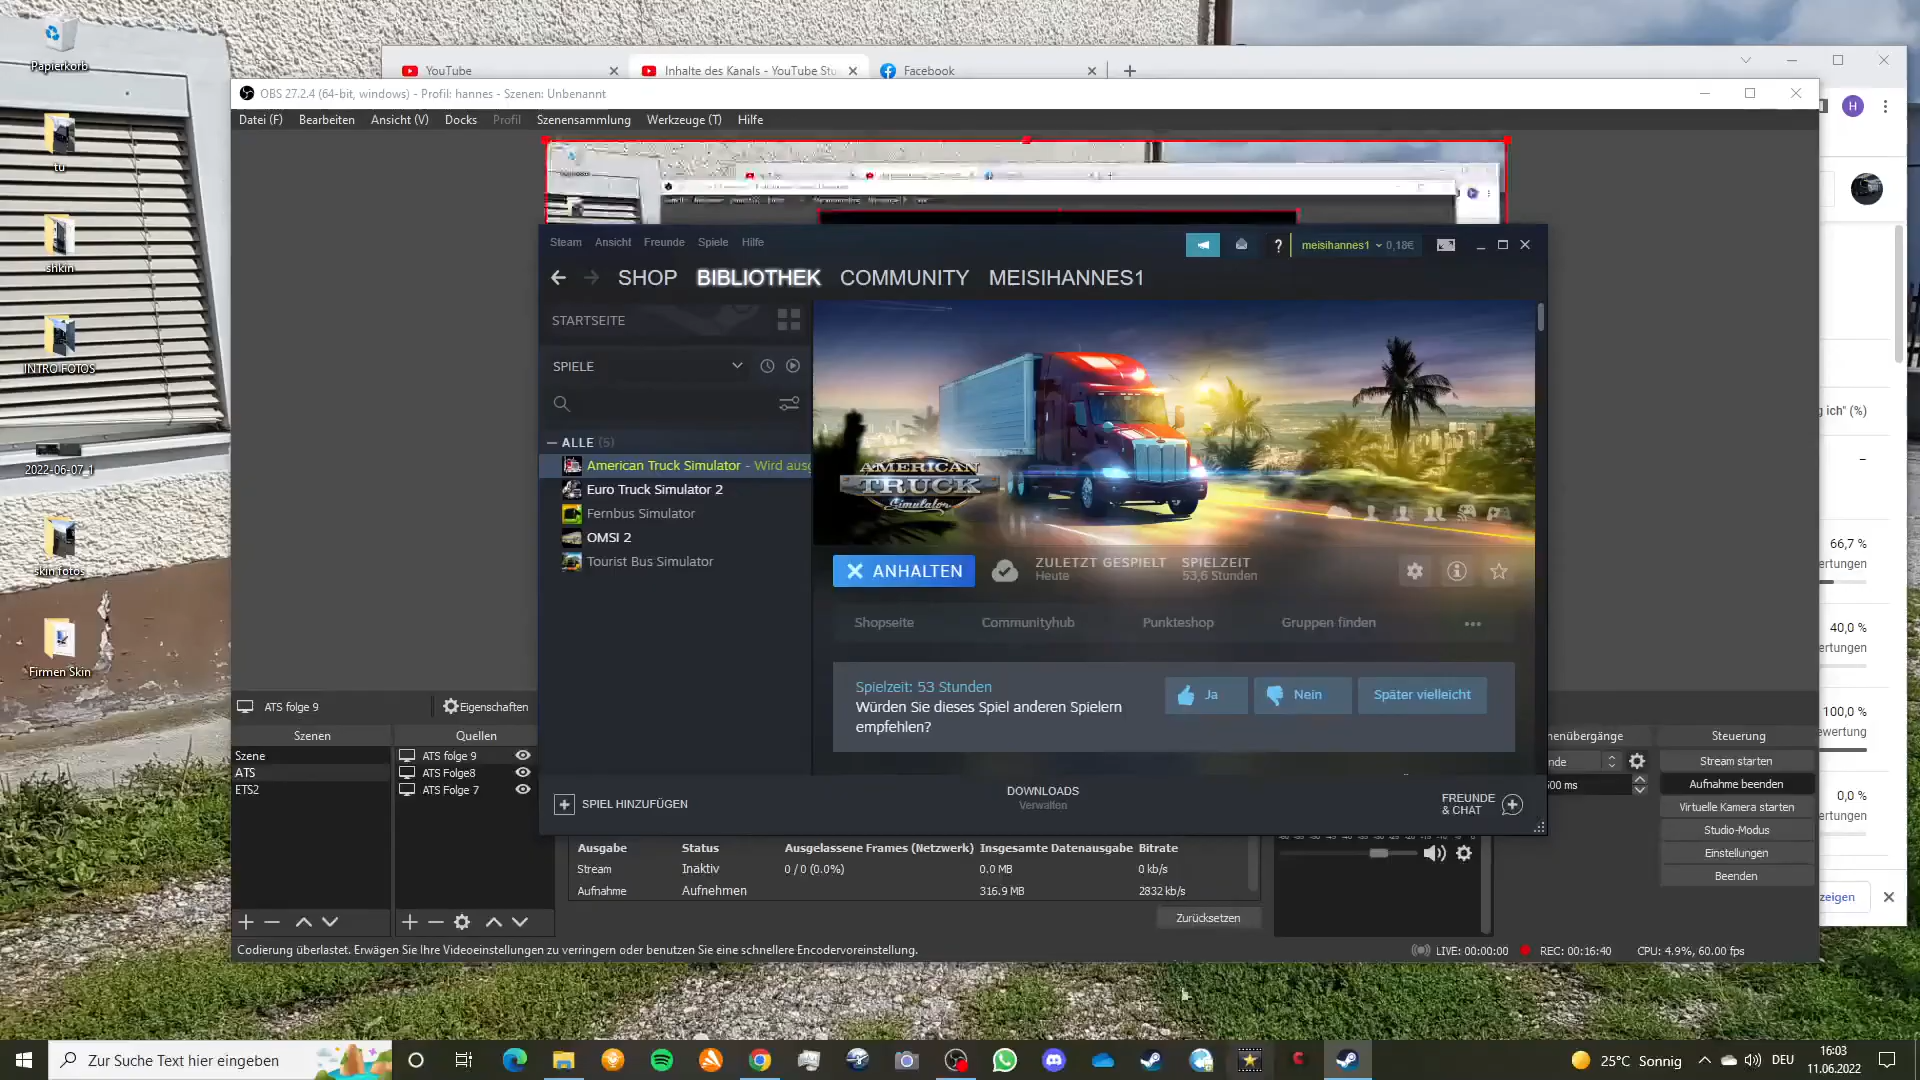 Papierkorb
tu
shkin
INTRO FOTOS
2022-06-07_1
skin fotos
Firmen Skin
YouTube
Inhalte des Kanals - YouTube Stu
Facebook
OBS 27.2.4 (64-bit, windows) - Profil: hannes - Szenen: Unbenannt
Datei (F) Bearbeiten Ansicht (V) Docks Profil Szenensammlung Werkzeuge (T) Hilfe
H
Steam Ansicht Freunde Spiele Hilfe
meisihannes1 0,18€
SHOP BIBLIOTHEK COMMUNITY MEISIHANNES1
STARTSEITE
SPIELE
ALLE (5)
American Truck Simulator - Wird ausg
Euro Truck Simulator 2
Fernbus Simulator
OMSI 2
Tourist Bus Simulator
AMERICAN
TRUCK
Simulator
ANHALTEN
ZULETZT GESPIELT
Heute
SPIELZEIT
53,6 Stunden
Shopseite Communityhub Punkteshop Gruppen finden
Spielzeit: 53 Stunden
Würden Sie dieses Spiel anderen Spielern
empfehlen?
Ja
Nein
Später vielleicht
SPIEL HINZUFÜGEN
DOWNLOADS
Verwalten
FREUNDE
& CHAT
g ich" (%)
–
66,7 %
ertungen
40,0 %
ertungen
100,0 %
ewertung
0,0 %
ertungen
zeigen
ATS folge 9
Eigenschaften
Szenen
Szene
ATS
ETS2
Quellen
ATS folge 9
ATS Folge8
ATS Folge 7
Ausgabe Status Ausgelassene Frames (Netzwerk) Insgesamte Datenausgabe Bitrate
Stream Inaktiv 0 / 0 (0.0%) 0.0 MB 0 kb/s
Aufnahme Aufnehmen 316.9 MB 2832 kb/s
Zurücksetzen
nenübergänge
nde
500 ms
Steuerung
Stream starten
Aufnahme beenden
Virtuelle Kamera starten
Studio-Modus
Einstellungen
Beenden
Codierung überlastet. Erwägen Sie Ihre Videoeinstellungen zu verringern oder benutzen Sie eine schnellere Encodervoreinstellung.
LIVE: 00:00:00 REC: 00:16:40 CPU: 4.9%, 60.00 fps
Zur Suche Text hier eingeben
25°C Sonnig
DEU
16:03
11.06.2022